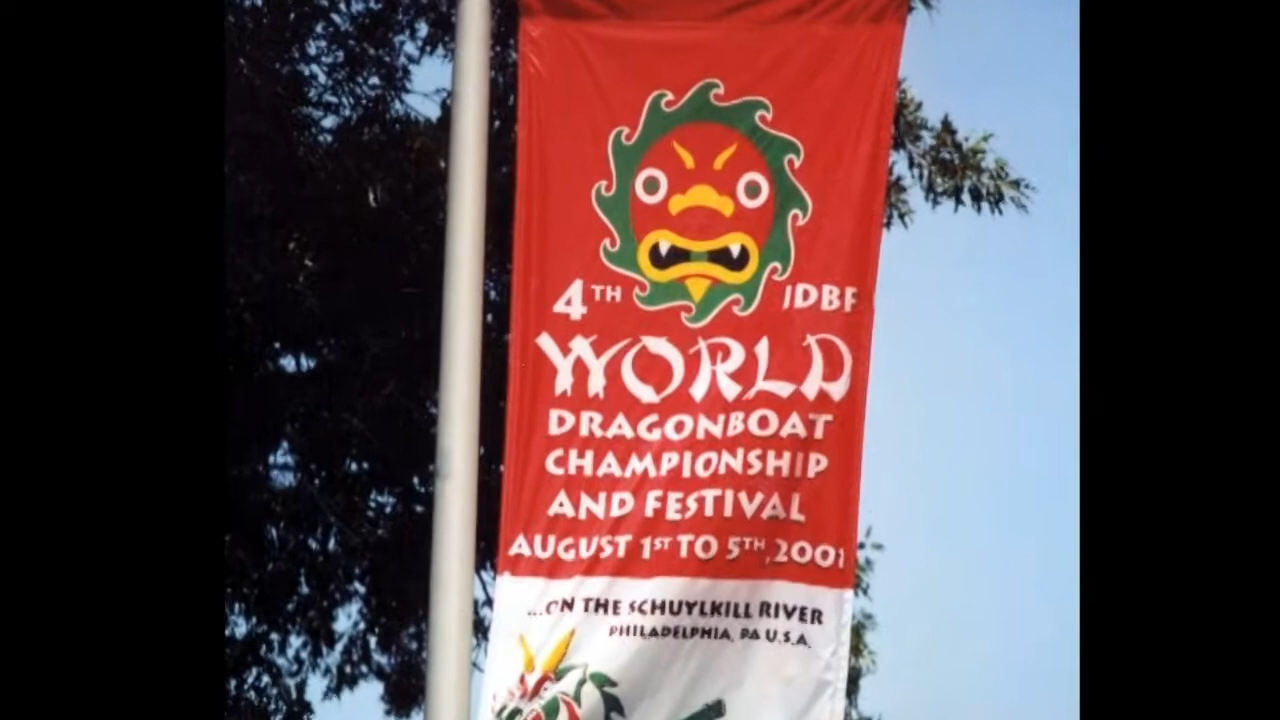 4TH IDBF
WORLD
DRAGONBOAT
CHAMPIONSHIP
AND FESTIVAL
AUGUST 1ST TO 5TH, 2001
...ON THE SCHUYLKILL RIVER
PHILADELPHIA, PA U.S.A.